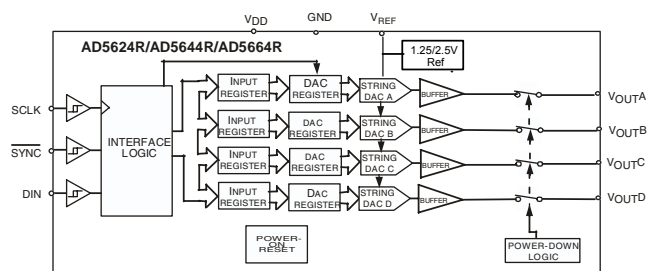 VDD
GND
VREF
AD5624R/AD5644R/AD5664R
1.25/2.5V
Ref
SCLK
SYNC
DIN
INTERFACE
LOGIC
INPUT
REGISTER
DAC
REGISTER
STRING
DAC A
BUFFER
VOUTA
INPUT
REGISTER
DAC
REGISTER
STRING
DAC B
BUFFER
VOUTB
INPUT
REGISTER
DAC
REGISTER
STRING
DAC C
BUFFER
VOUTC
INPUT
REGISTER
DAC
REGISTER
STRING
DAC D
BUFFER
VOUTD
POWER-
ON
RESET
POWER-DOWN
LOGIC